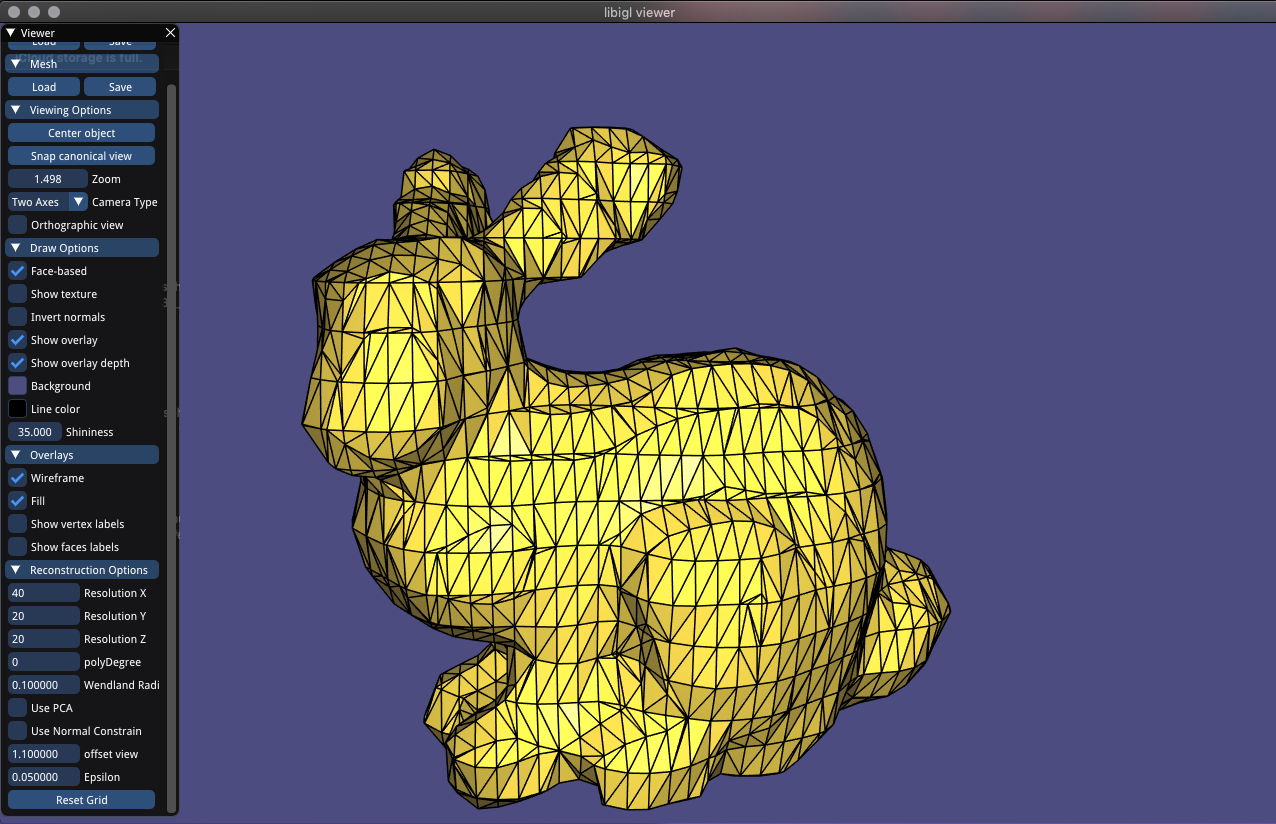 libigl viewer
Viewer
Load Save
iCloud storage is full.
Mesh
Load Save
Viewing Options
Center object
Snap canonical view
1.498 Zoom
Two Axes Camera Type
Orthographic view
Draw Options
Face-based
Show texture
Invert normals
Show overlay
Show overlay depth
Background
Line color
35.000 Shininess
Overlays
Wireframe
Fill
Show vertex labels
Show faces labels
Reconstruction Options
40 Resolution X
20 Resolution Y
20 Resolution Z
0 polyDegree
0.100000 Wendland Radi
Use PCA
Use Normal Constrain
1.100000 offset view
0.050000 Epsilon
Reset Grid